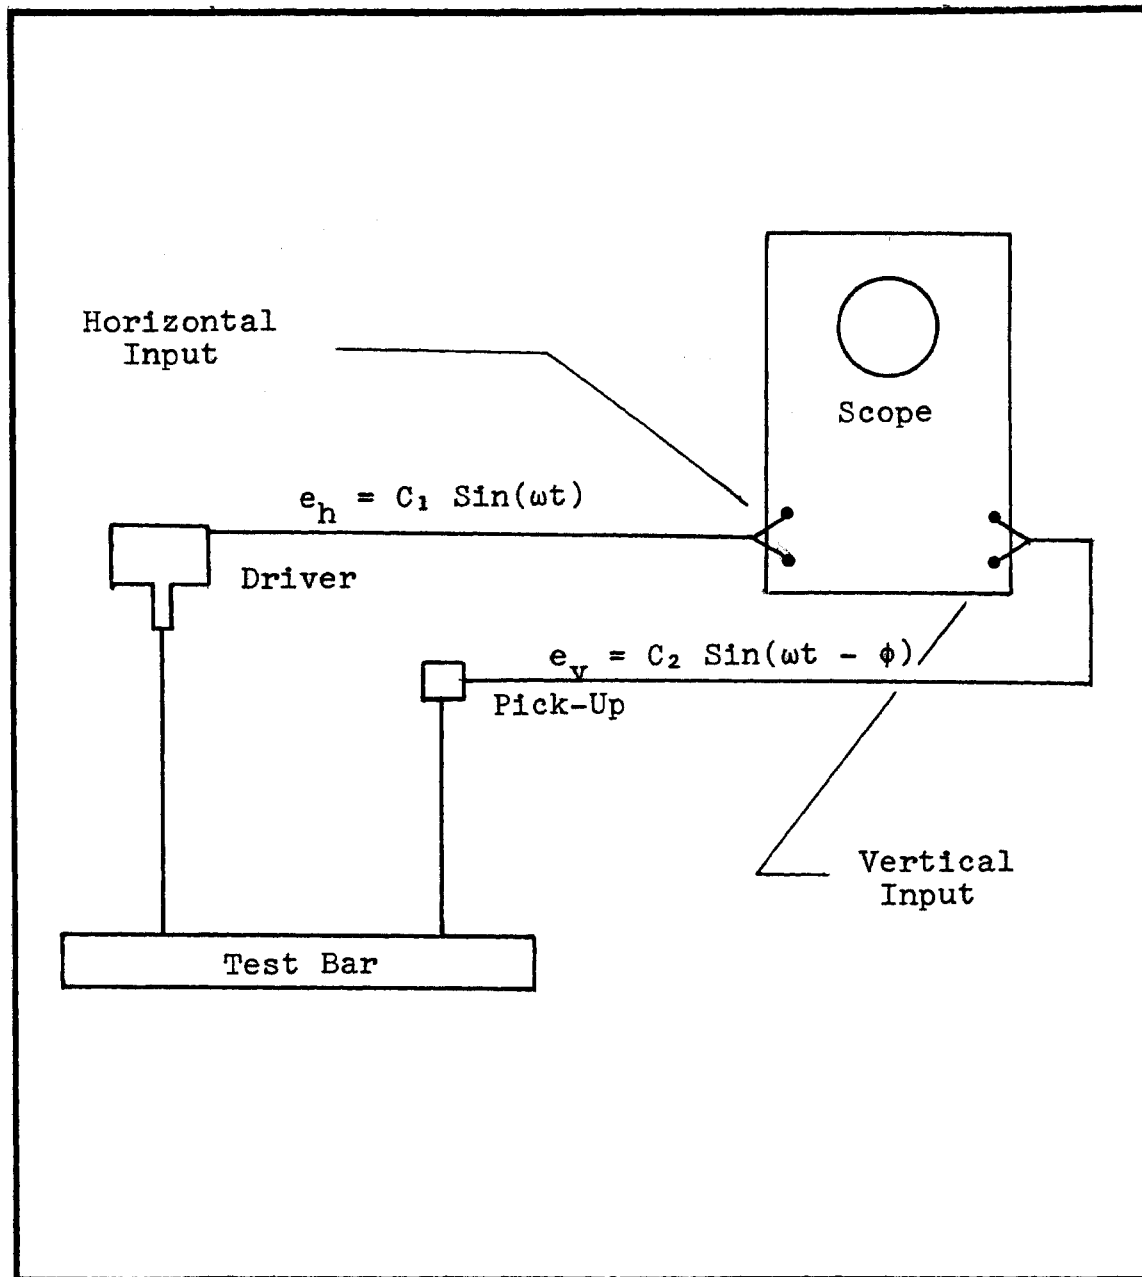 Horizontal
Input
Scope
e_h = C₁ Sin(ωt)
Driver
e_v = C₂ Sin(ωt - ϕ)
Pick-Up
Vertical
Input
Test Bar